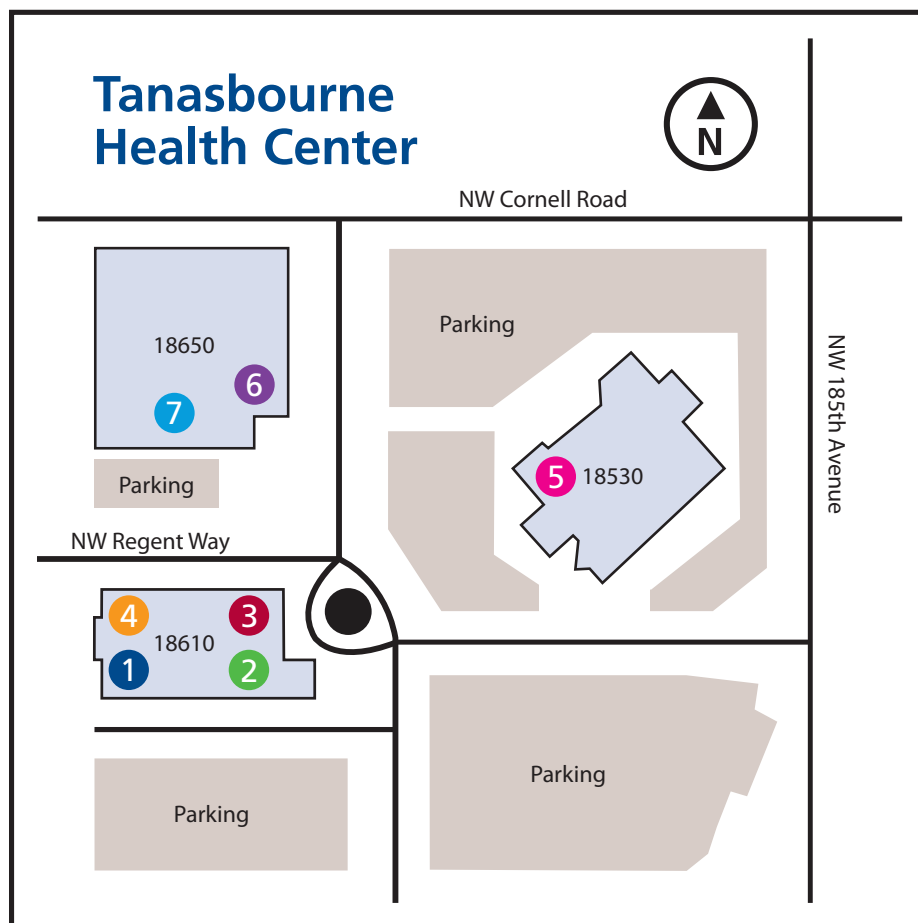 Tanasbourne
Health Center
N
NW Cornell Road
NW 185th Avenue
18650
6
7
Parking
Parking
5 18530
NW Regent Way
4
3
18610
1
2
Parking
Parking